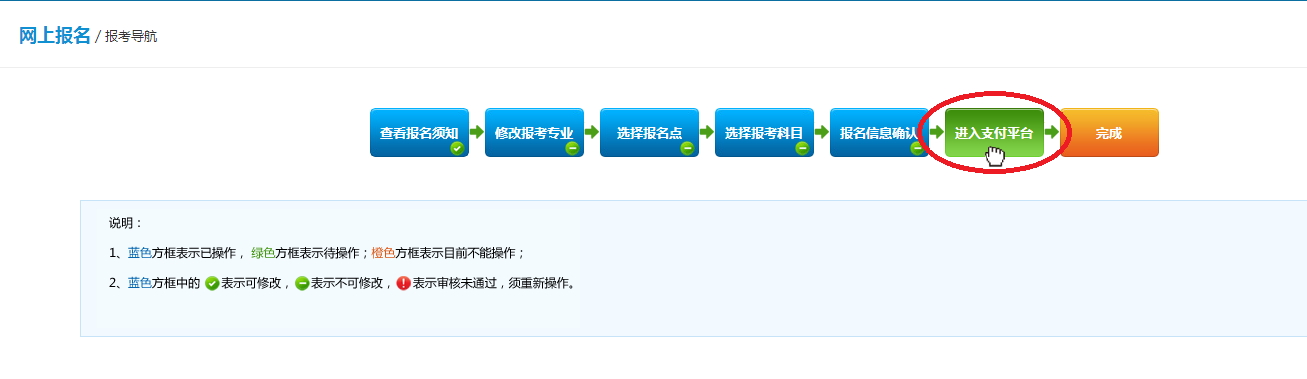 网上报名 / 报考导航
查看报名须知 修改报考专业 选择报名点 选择报考科目 报名信息确认 进入支付平台 完成
说明：
1、蓝色方框表示已操作， 绿色方框表示待操作；橙色方框表示目前不能操作；
2、蓝色方框中的 表示可修改， 表示不可修改， 表示审核未通过，须重新操作。